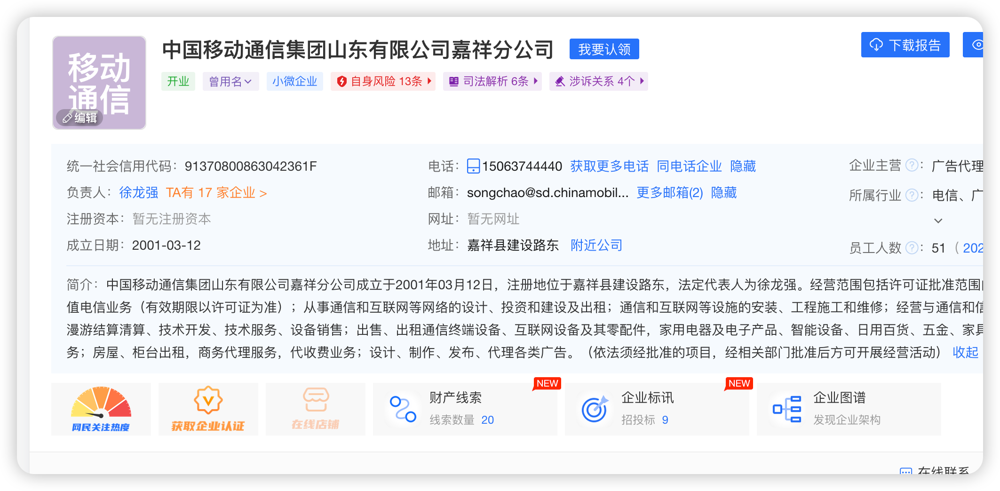 移动
通信
编辑
中国移动通信集团山东有限公司嘉祥分公司 我要认领
下载报告
开业 曾用名 小微企业 自身风险 13条 司法解析 6条 涉诉关系 4个
统一社会信用代码：91370800863042361F
电话：15063744440 获取更多电话 同电话企业 隐藏
企业主营 ? ：广告代理
负责人：徐龙强 TA有 17 家企业 >
邮箱：songchao@sd.chinamobil... 更多邮箱(2) 隐藏
所属行业 ? ：电信、广
注册资本：暂无注册资本
网址：暂无网址
成立日期：2001-03-12
地址：嘉祥县建设路东 附近公司
员工人数 ? ：51（202
简介：中国移动通信集团山东有限公司嘉祥分公司成立于2001年03月12日，注册地位于嘉祥县建设路东，法定代表人为徐龙强。经营范围包括许可证批准范围
值电信业务（有效期限以许可证为准）；从事通信和互联网等网络的设计、投资和建设及出租；通信和互联网等设施的安装、工程施工和维修；经营与通信和信
漫游结算清算、技术开发、技术服务、设备销售；出售、出租通信终端设备、互联网设备及其零配件，家用电器及电子产品、智能设备、日用百货、五金、家具
务；房屋、柜台出租，商务代理服务，代收费业务；设计、制作、发布、代理各类广告。（依法须经批准的项目，经相关部门批准后方可开展经营活动） 收起
网民关注热度
获取企业认证
在线店铺
财产线索 NEW
线索数量 20
企业标讯 NEW
招投标 9
企业图谱
发现企业架构
在线联系